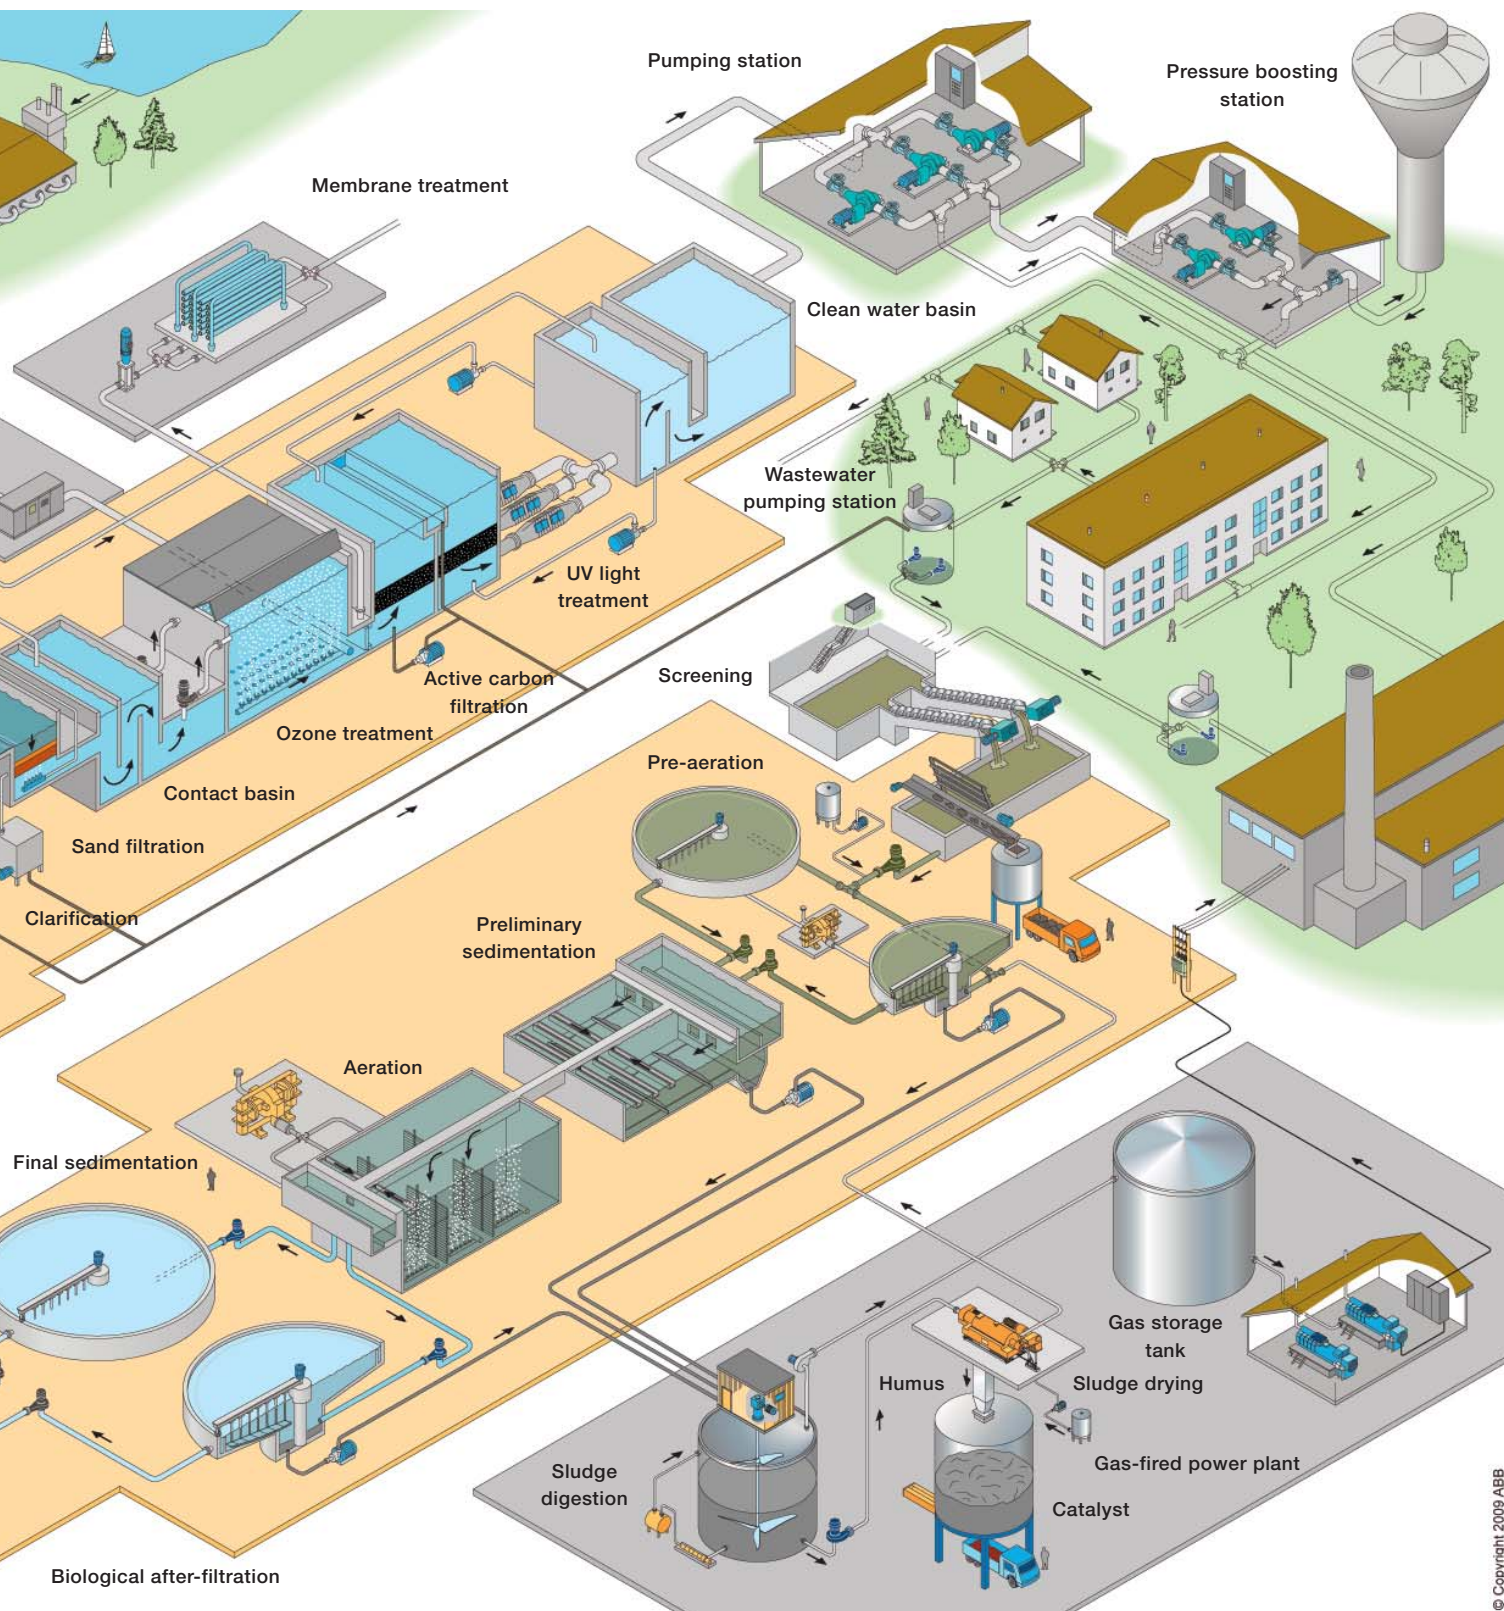 Pumping station
Pressure boosting
station
Membrane treatment
Clean water basin
Wastewater
pumping station
UV light
treatment
Active carbon
filtration
Screening
Ozone treatment
Pre-aeration
Contact basin
Sand filtration
Clarification
Preliminary
sedimentation
Aeration
Final sedimentation
Gas storage
tank
Humus
Sludge drying
Gas-fired power plant
Sludge
digestion
Catalyst
Biological after-filtration
© Copyright 2009 ABB